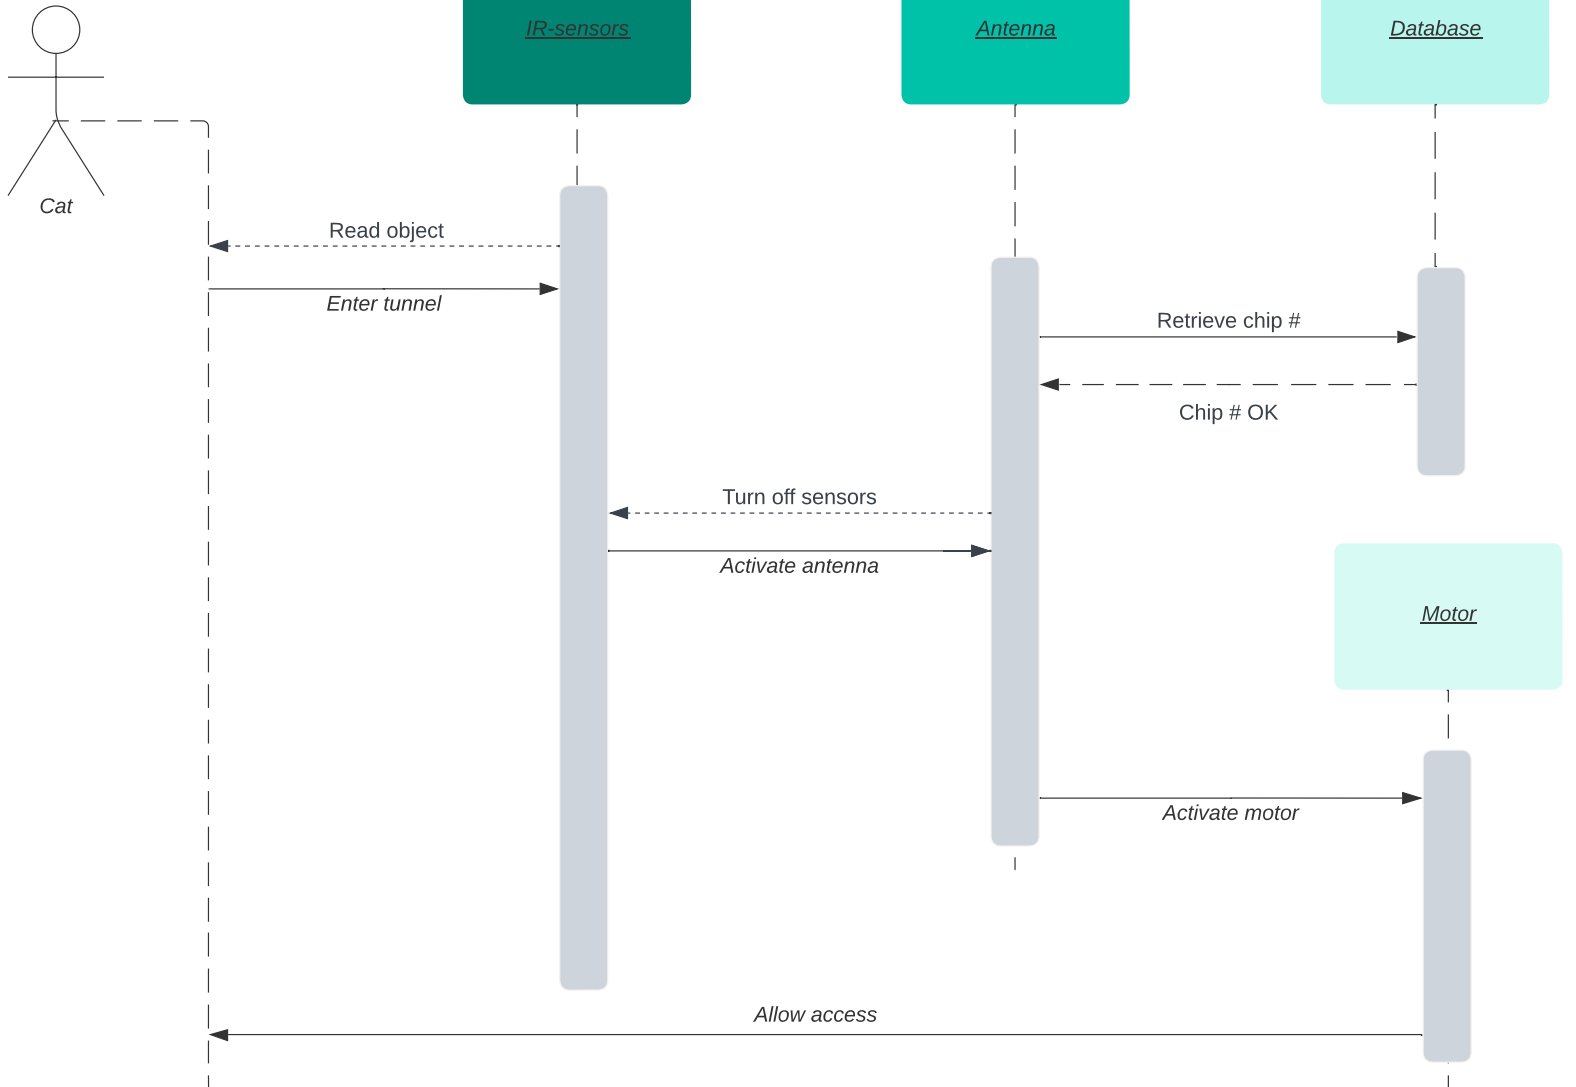 IR-sensors
Antenna
Database
Cat
Read object
Enter tunnel
Retrieve chip #
Chip # OK
Turn off sensors
Activate antenna
Motor
Activate motor
Allow access